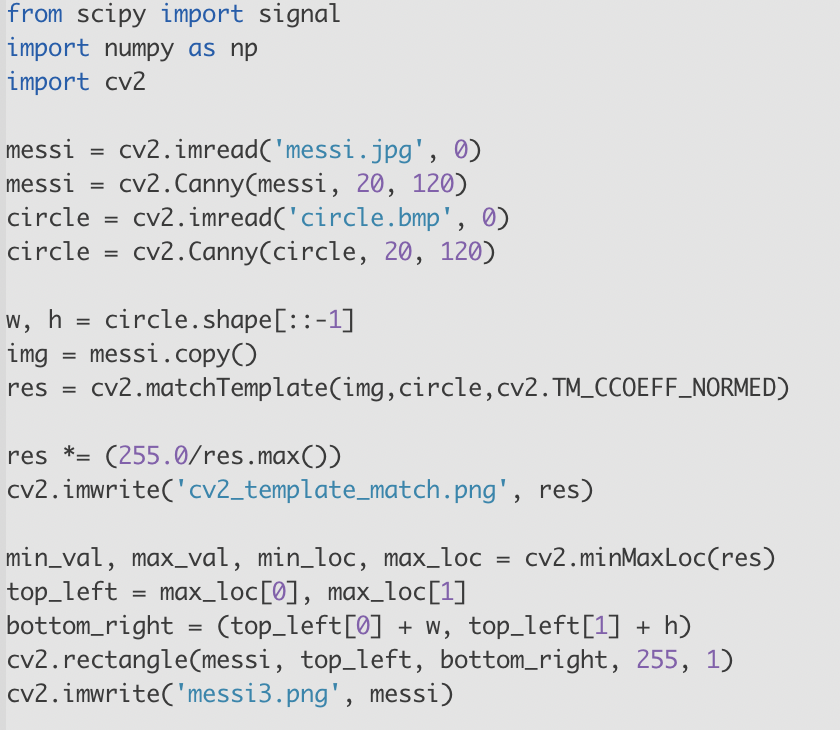 from scipy import signal
import numpy as np
import cv2
messi = cv2.imread('messi.jpg', 0)
messi = cv2.Canny(messi, 20, 120)
circle = cv2.imread('circle.bmp', 0)
circle = cv2.Canny(circle, 20, 120)
w, h = circle.shape[::-1]
img = messi.copy()
res = cv2.matchTemplate(img,circle,cv2.TM_CCOEFF_NORMED)
res *= (255.0/res.max())
cv2.imwrite('cv2_template_match.png', res)
min_val, max_val, min_loc, max_loc = cv2.minMaxLoc(res)
top_left = max_loc[0], max_loc[1]
bottom_right = (top_left[0] + w, top_left[1] + h)
cv2.rectangle(messi, top_left, bottom_right, 255, 1)
cv2.imwrite('messi3.png', messi)